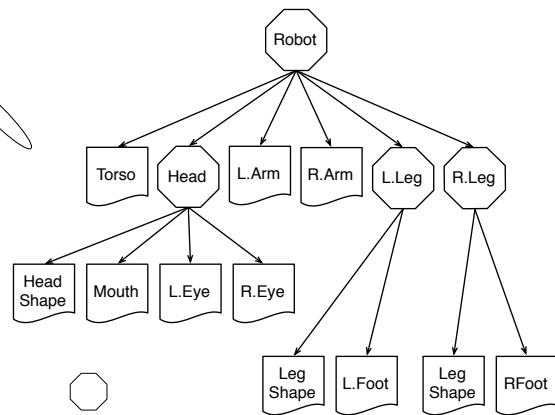 Robot
Torso
Head
L.Arm
R.Arm
L.Leg
R.Leg
Head
Shape
Mouth
L.Eye
R.Eye
Leg
Shape
L.Foot
Leg
Shape
RFoot